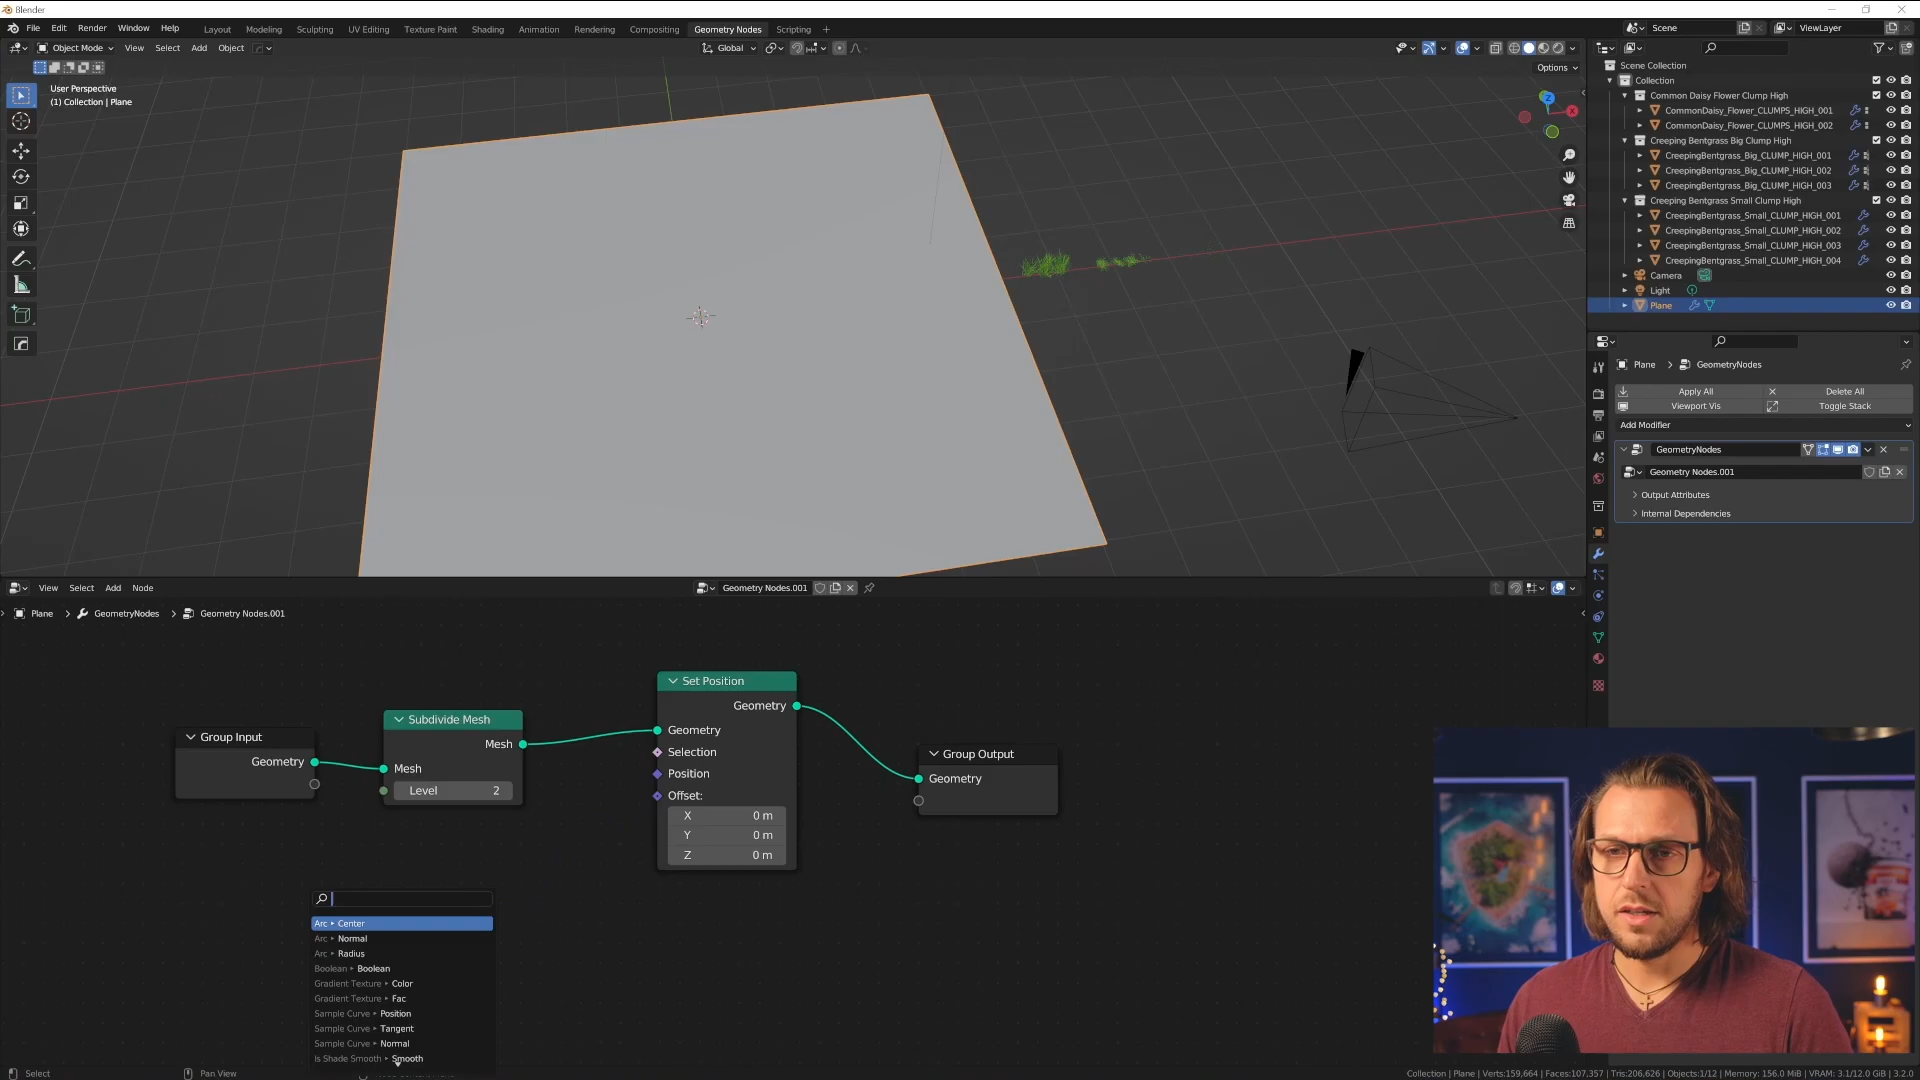 Blender
File Edit Render Window Help
Layout Modeling Sculpting UV Editing Texture Paint Shading Animation Rendering Compositing Geometry Nodes Scripting +
Scene
ViewLayer
Object Mode View Select Add Object
Global
Options
User Perspective
(1) Collection | Plane
Z
X
Scene Collection
Collection
Common Daisy Flower Clump High
CommonDaisy_Flower_CLUMPS_HIGH_001
CommonDaisy_Flower_CLUMPS_HIGH_002
Creeping Bentgrass Big Clump High
CreepingBentgrass_Big_CLUMP_HIGH_001
CreepingBentgrass_Big_CLUMP_HIGH_002
CreepingBentgrass_Big_CLUMP_HIGH_003
Creeping Bentgrass Small Clump High
CreepingBentgrass_Small_CLUMP_HIGH_001
CreepingBentgrass_Small_CLUMP_HIGH_002
CreepingBentgrass_Small_CLUMP_HIGH_003
CreepingBentgrass_Small_CLUMP_HIGH_004
Camera
Light
Plane
Plane > GeometryNodes
Apply All Delete All
Viewport Vis Toggle Stack
Add Modifier
GeometryNodes
Geometry Nodes.001
Output Attributes
Internal Dependencies
View Select Add Node
Geometry Nodes.001
Plane > GeometryNodes > Geometry Nodes.001
Group Input
Geometry
Subdivide Mesh
Mesh
Mesh
Level 2
Set Position
Geometry
Geometry
Selection
Position
Offset:
X 0 m
Y 0 m
Z 0 m
Group Output
Geometry
Arc ▸ Center
Arc ▸ Normal
Arc ▸ Radius
Boolean ▸ Boolean
Gradient Texture ▸ Color
Gradient Texture ▸ Fac
Sample Curve ▸ Position
Sample Curve ▸ Tangent
Sample Curve ▸ Normal
Is Shade Smooth ▸ Smooth
Select
Pan View
Collection | Plane | Verts:159,664 | Faces:107,357 | Tris:206,626 | Objects:1/12 | Memory: 156.0 MiB | VRAM: 3.1/12.0 GiB | 3.2.0